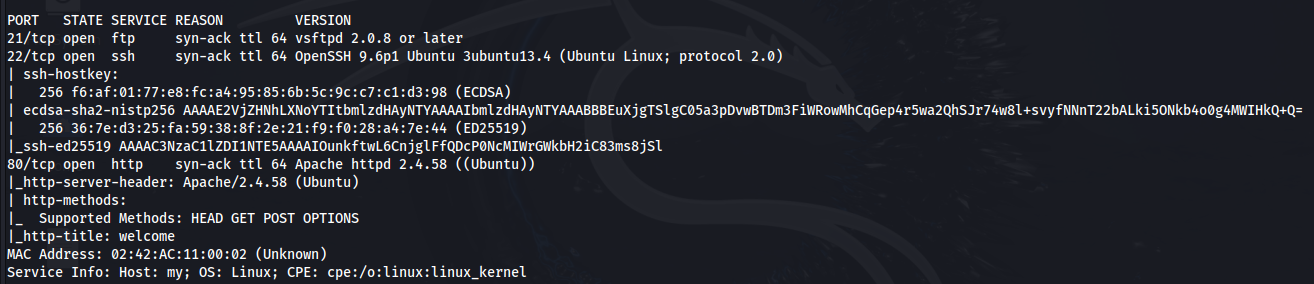 PORT   STATE SERVICE REASON         VERSION
21/tcp open  ftp     syn-ack ttl 64 vsftpd 2.0.8 or later
22/tcp open  ssh     syn-ack ttl 64 OpenSSH 9.6p1 Ubuntu 3ubuntu13.4 (Ubuntu Linux; protocol 2.0)
| ssh-hostkey:
|   256 f6:af:01:77:e8:fc:a4:95:85:6b:5c:9c:c7:c1:d3:98 (ECDSA)
| ecdsa-sha2-nistp256 AAAAE2VjZHNhLXNoYTItbmlzdHAyNTYAAAAIbmlzdHAyNTYAAABBBEuXjgTSlgC05a3pDvwBTDm3FiWRowMhCqGep4r5wa2QhSJr74w8l+svyfNNnT22bALki5ONkb4o0g4MWIHkQ+Q=
|   256 36:7e:d3:25:fa:59:38:8f:2e:21:f9:f0:28:a4:7e:44 (ED25519)
|_ssh-ed25519 AAAAC3NzaC1lZDI1NTE5AAAAIOunkftwL6CnjglFfQDcP0NcMIWrGWkbH2iC83ms8jSl
80/tcp open  http    syn-ack ttl 64 Apache httpd 2.4.58 ((Ubuntu))
|_http-server-header: Apache/2.4.58 (Ubuntu)
| http-methods:
|_  Supported Methods: HEAD GET POST OPTIONS
|_http-title: welcome
MAC Address: 02:42:AC:11:00:02 (Unknown)
Service Info: Host: my; OS: Linux; CPE: cpe:/o:linux:linux_kernel